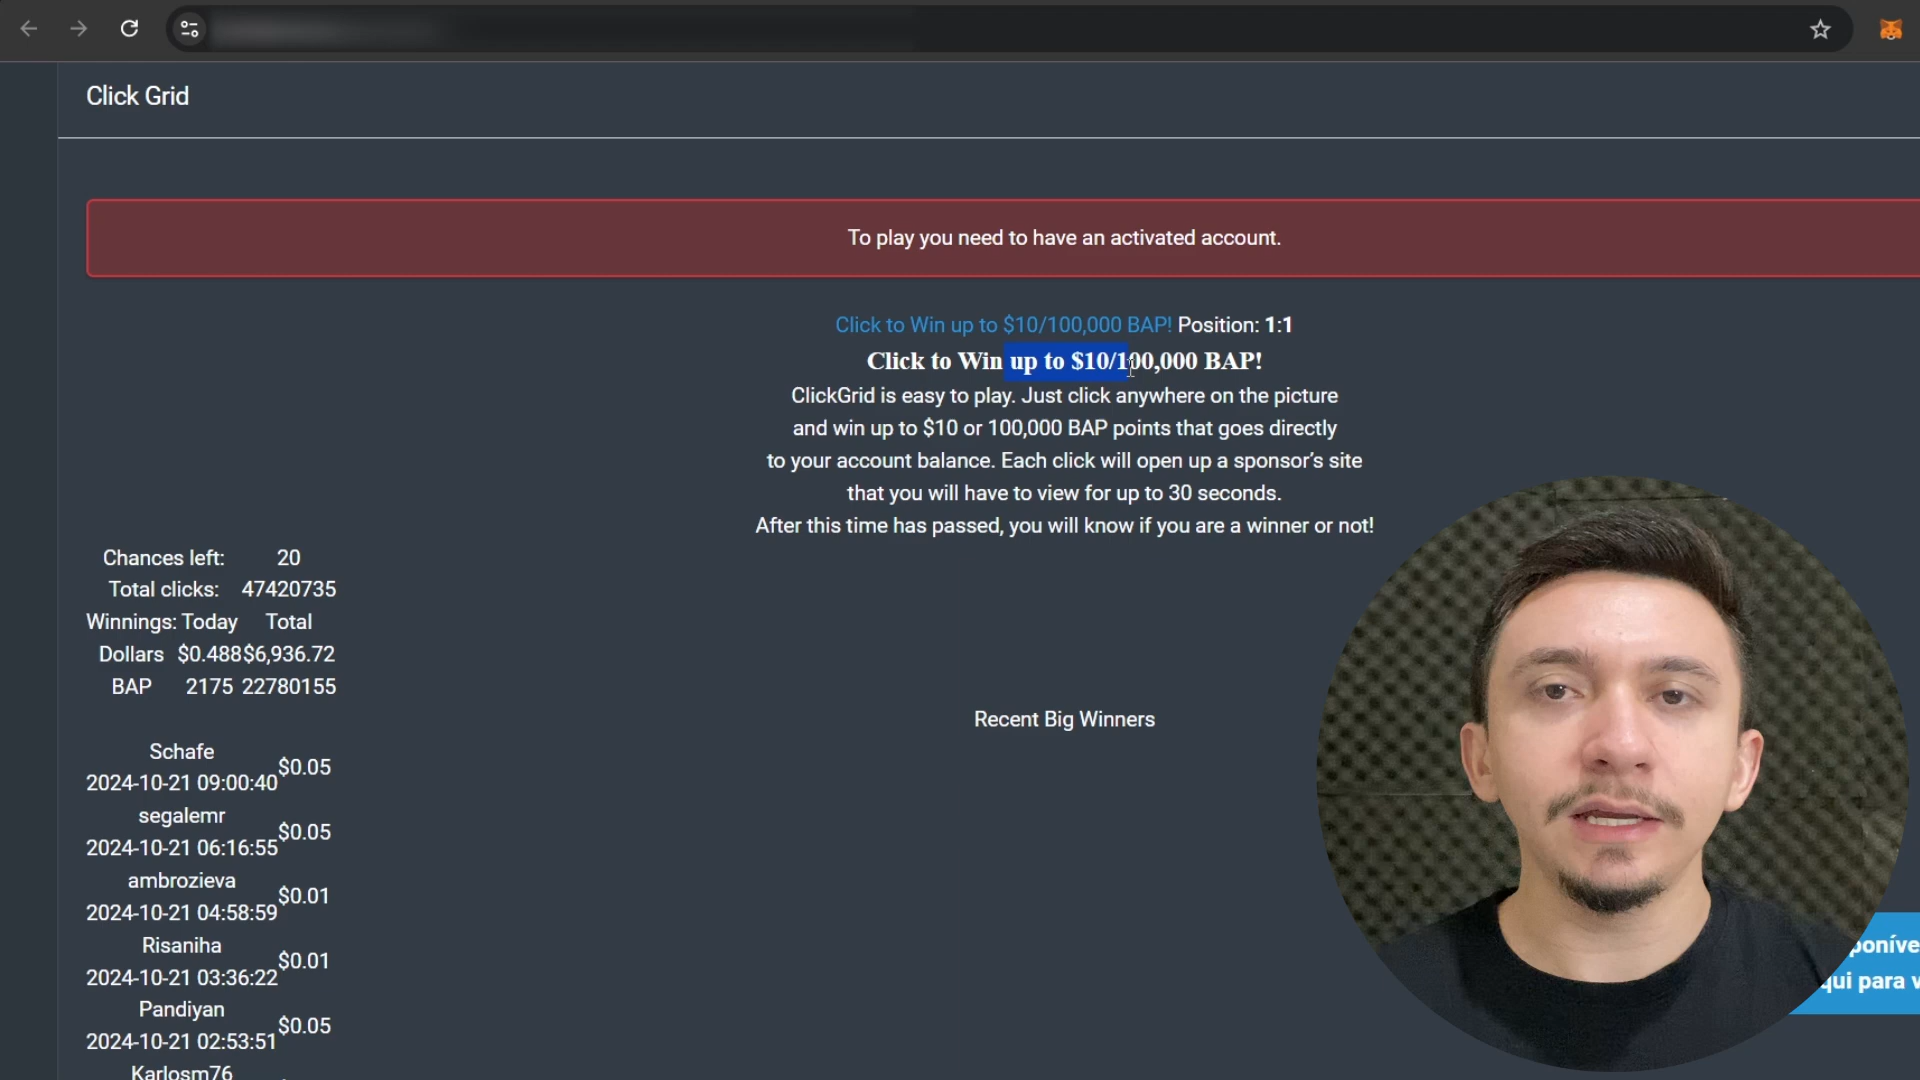 Click Grid
To play you need to have an activated account.
Click to Win up to $10/100,000 BAP! Position: 1:1
Click to Win up to $10/100,000 BAP!
ClickGrid is easy to play. Just click anywhere on the picture
and win up to $10 or 100,000 BAP points that goes directly
to your account balance. Each click will open up a sponsor's site
that you will have to view for up to 30 seconds.
After this time has passed, you will know if you are a winner or not!
Chances left: 20
Total clicks: 47420735
Winnings: Today Total
Dollars $0.488 $6,936.72
BAP 2175 22780155
Recent Big Winners
Schafe
2024-10-21 09:00:40 $0.05
segalemr
2024-10-21 06:16:55 $0.05
ambrozieva
2024-10-21 04:58:59 $0.01
Risaniha
2024-10-21 03:36:22 $0.01
Pandiyan
2024-10-21 02:53:51 $0.05
Karlosm76
para